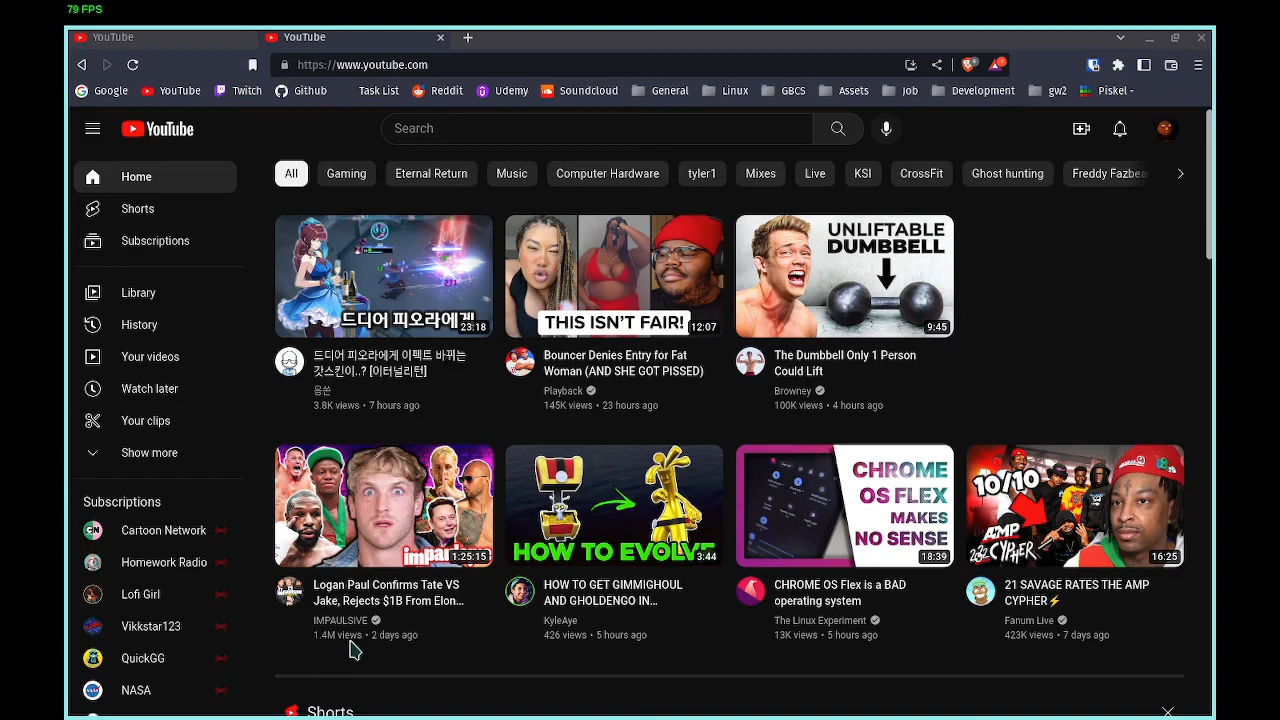 79 FPS
YouTube
YouTube
https://www.youtube.com
Google
YouTube
Twitch
Github
Task List
Reddit
Udemy
Soundcloud
General
Linux
GBCS
Assets
Job
Development
gw2
Piskel -
YouTube
Search
Home
Shorts
Subscriptions
Library
History
Your videos
Watch later
Your clips
Show more
Subscriptions
Cartoon Network
Homework Radio
Lofi Girl
Vikkstar123
QuickGG
NASA
All
Gaming
Eternal Return
Music
Computer Hardware
tyler1
Mixes
Live
KSI
CrossFit
Ghost hunting
Freddy Fazbea
드디어 피오라에게
23:18
드디어 피오라에게 이펙트 바뀌는
갓스킨이..? [이터널리턴]
응쏜
3.8K views • 7 hours ago
THIS ISN'T FAIR!
12:07
Bouncer Denies Entry for Fat
Woman (AND SHE GOT PISSED)
Playback
145K views • 23 hours ago
UNLIFTABLE
DUMBBELL
9:45
The Dumbbell Only 1 Person
Could Lift
Browney
100K views • 4 hours ago
1:25:15
Logan Paul Confirms Tate VS
Jake, Rejects $1B From Elon...
IMPAULSIVE
1.4M views • 2 days ago
HOW TO EVOLVE
3:44
HOW TO GET GIMMIGHOUL
AND GHOLDENGO IN...
KyleAye
426 views • 5 hours ago
CHROME
OS FLEX
MAKES
NO SENSE
18:39
CHROME OS Flex is a BAD
operating system
The Linux Experiment
13K views • 5 hours ago
10/10
AMP
CYPHER
16:25
21 SAVAGE RATES THE AMP
CYPHER⚡
Fanum Live
423K views • 7 days ago
Shorts